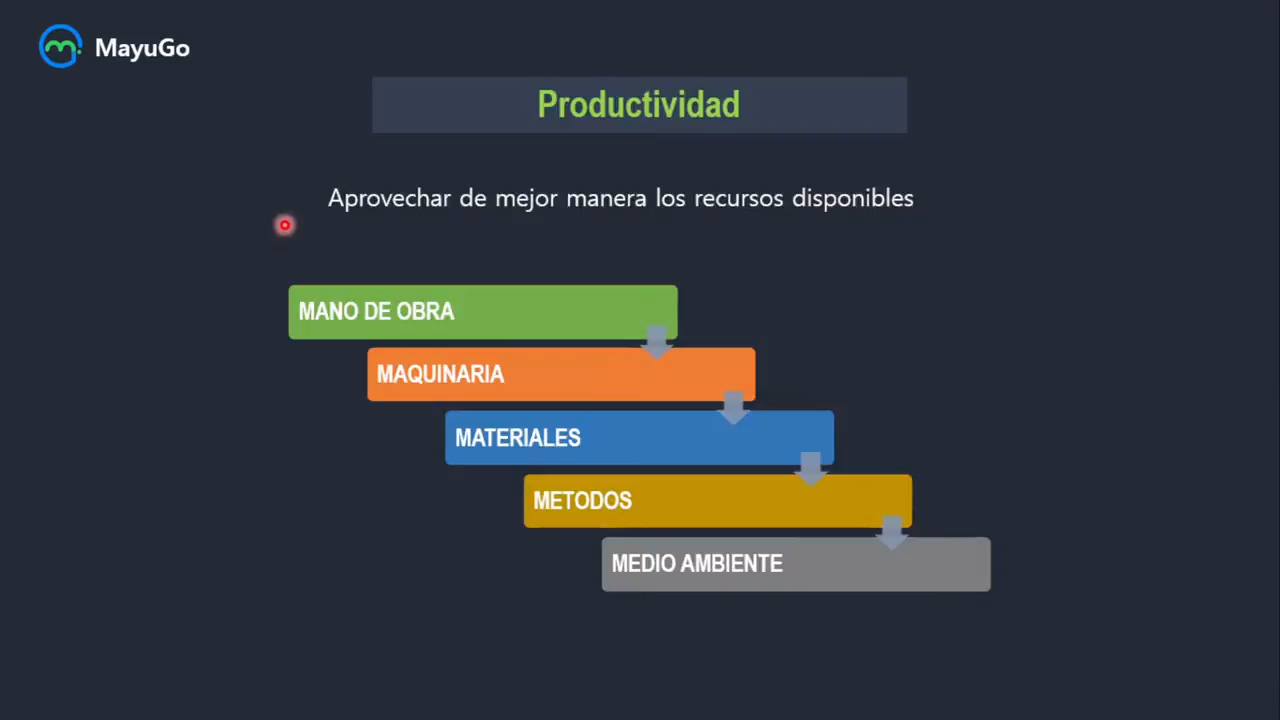 MayuGo
Productividad
Aprovechar de mejor manera los recursos disponibles
MANO DE OBRA
MAQUINARIA
MATERIALES
METODOS
MEDIO AMBIENTE